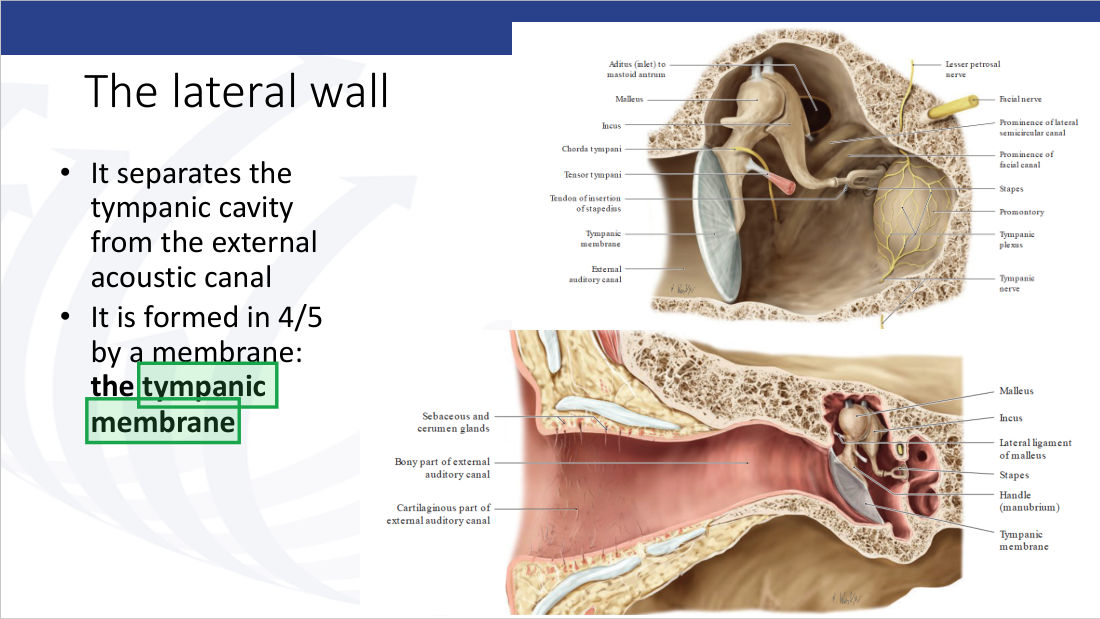 The lateral wall
• It separates the
tympanic cavity
from the external
acoustic canal
• It is formed in 4/5
by a membrane:
the tympanic
membrane
Aditus (inlet) to
mastoid antrum
Malleus
Incus
Chorda tympani
Tensor tympani
Tendon of insertion
of stapedius
Tympanic
membrane
External
auditory canal
Lesser petrosal
nerve
Facial nerve
Prominence of lateral
semicircular canal
Prominence of
facial canal
Stapes
Promontory
Tympanic
plexus
Tympanic
nerve
Sebaceous and
cerumen glands
Bony part of external
auditory canal
Cartilaginous part of
external auditory canal
Malleus
Incus
Lateral ligament
of malleus
Stapes
Handle
(manubrium)
Tympanic
membrane